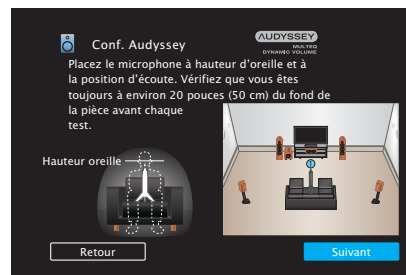 Conf. Audyssey
AUDYSSEY
MULTEQ
DYNAMIC VOLUME
Placez le microphone à hauteur d'oreille et à
la position d'écoute. Vérifiez que vous êtes
toujours à environ 20 pouces (50 cm) du fond de
la pièce avant chaque
test.
Hauteur oreille
1
Retour
Suivant